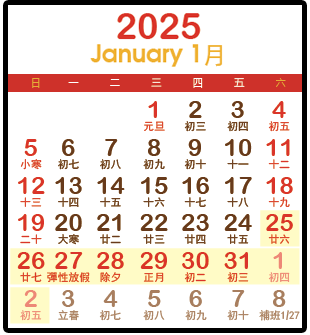 2025
January 1月
日 一 二 三 四 五 六
1 2 3 4
元旦 初三 初四 初五
5 6 7 8 9 10 11
小寒 初七 初八 初九 初十 十一 十二
12 13 14 15 16 17 18
十三 十四 十五 十六 十七 十八 十九
19 20 21 22 23 24 25
二十 大寒 廿二 廿三 廿四 廿五 廿六
26 27 28 29 30 31 1
廿七 彈性放假 除夕 正月 初二 初三 初四
2 3 4 5 6 7 8
初五 立春 初七 初八 初九 初十 補班1/27